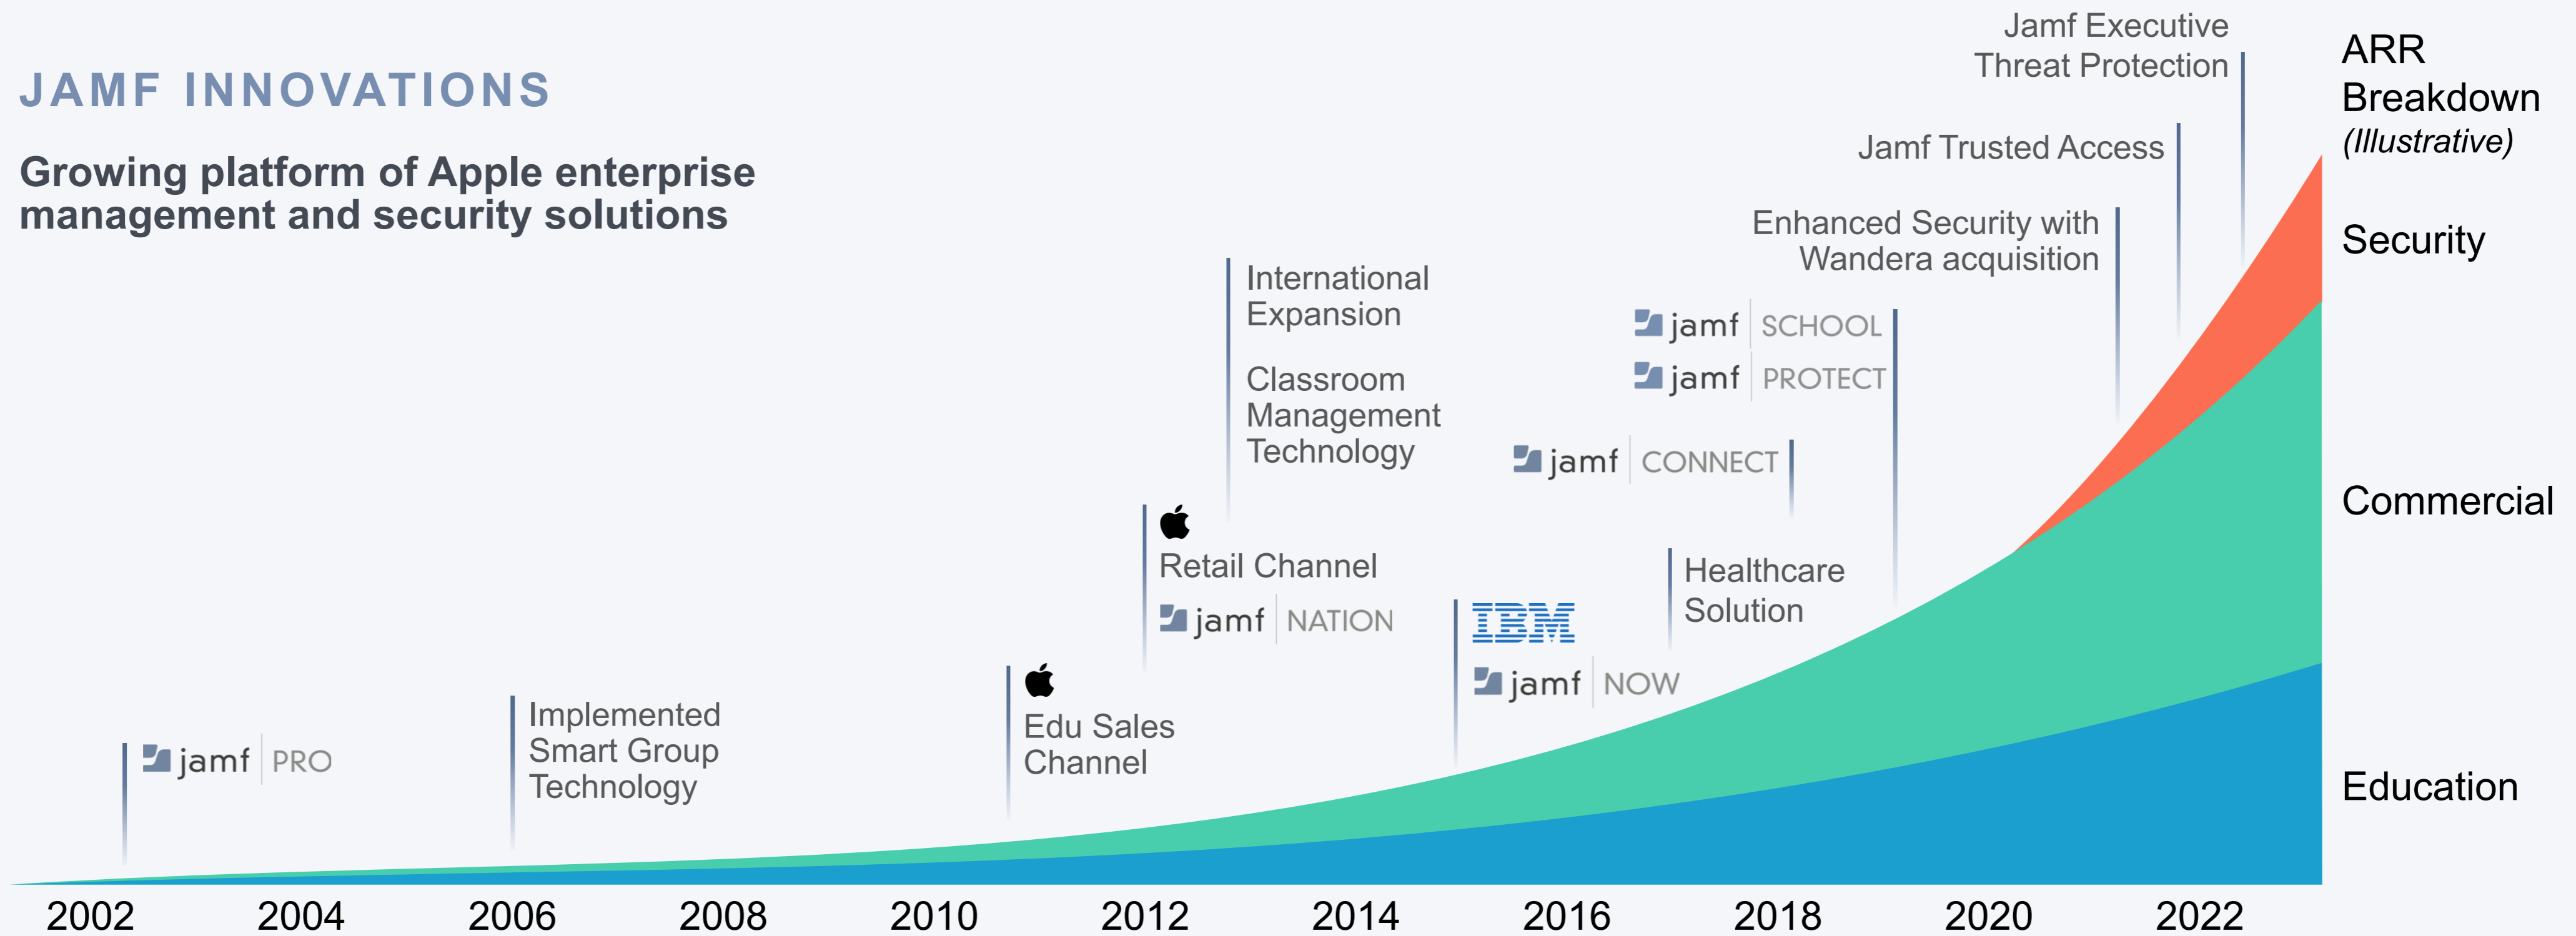 JAMF INNOVATIONS
Growing platform of Apple enterprise
management and security solutions
jamf PRO
Implemented
Smart Group
Technology
Edu Sales
Channel
Retail Channel
jamf NATION
International
Expansion
Classroom
Management
Technology
IBM
jamf NOW
Healthcare
Solution
jamf CONNECT
jamf SCHOOL
jamf PROTECT
Enhanced Security with
Wandera acquisition
Jamf Trusted Access
Jamf Executive
Threat Protection
ARR
Breakdown
(Illustrative)
Security
Commercial
Education
2002 2004 2006 2008 2010 2012 2014 2016 2018 2020 2022